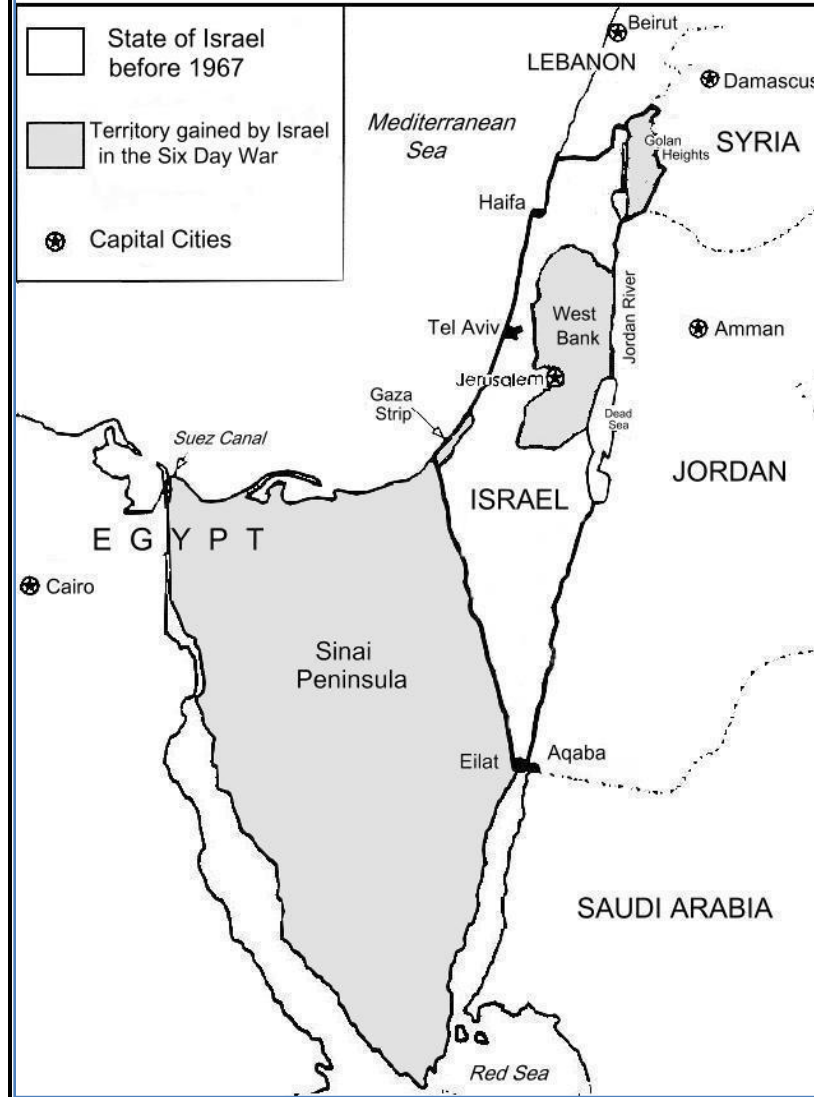 State of Israel
before 1967
Territory gained by Israel
in the Six Day War
Capital Cities
Beirut
LEBANON
Damascus
Mediterranean
Sea
SYRIA
Golan
Heights
Haifa
Jordan River
West
Bank
Tel Aviv
Amman
Jerusalem
Gaza
Strip
Dead
Sea
Suez Canal
JORDAN
ISRAEL
EGYPT
Cairo
Sinai
Peninsula
Eilat
Aqaba
SAUDI ARABIA
Red Sea